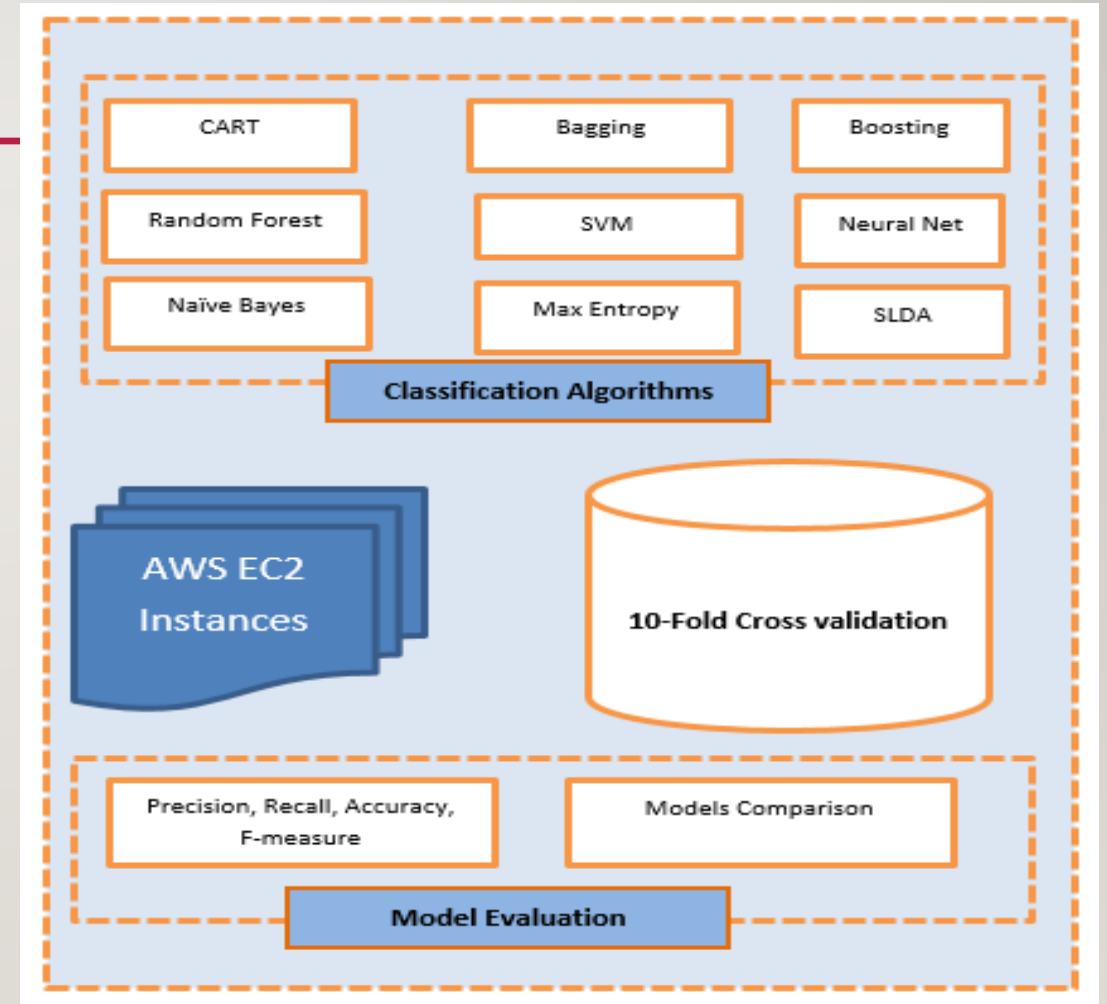 CART
Bagging
Boosting
Random Forest
SVM
Neural Net
Naïve Bayes
Max Entropy
SLDA
Classification Algorithms
AWS EC2
Instances
10-Fold Cross validation
Precision, Recall, Accuracy,
F-measure
Models Comparison
Model Evaluation